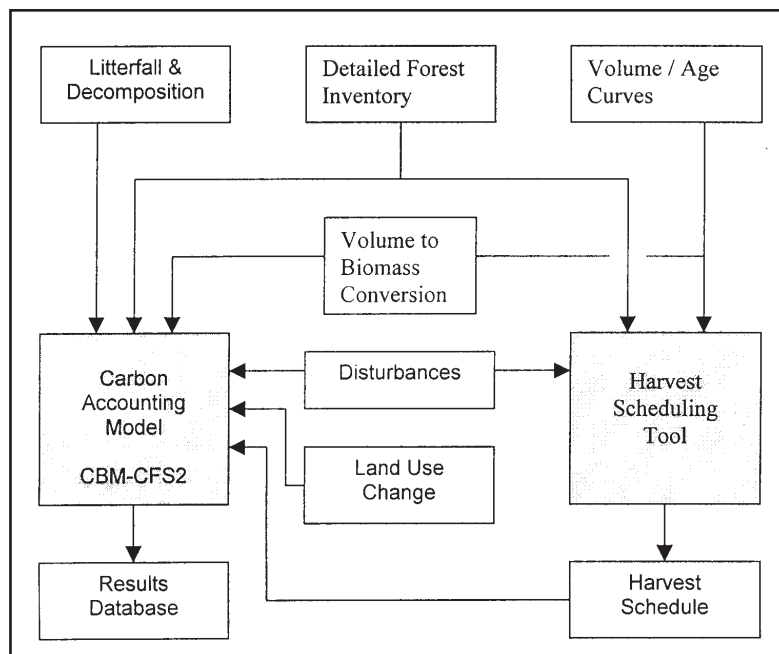 Litterfall &
Decomposition
Detailed Forest
Inventory
Volume / Age
Curves
Volume to
Biomass
Conversion
Carbon
Accounting
Model
CBM-CFS2
Disturbances
Harvest
Scheduling
Tool
Land Use
Change
Results
Database
Harvest
Schedule